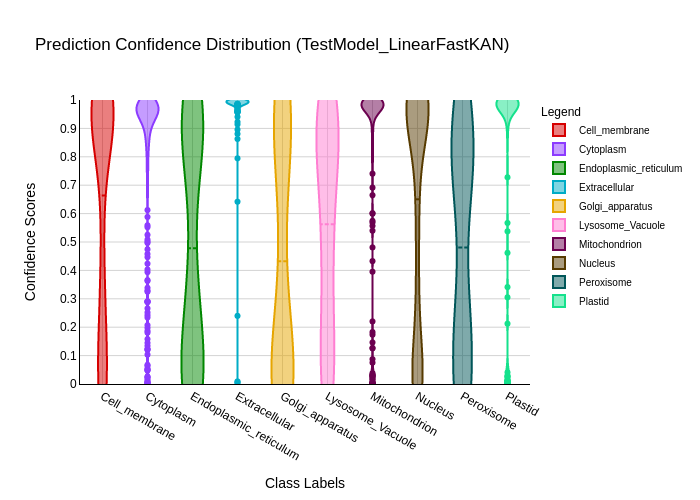 Prediction Confidence Distribution (TestModel_LinearFastKAN)
Legend
Cell_membrane
Cytoplasm
Endoplasmic_reticulum
Extracellular
Golgi_apparatus
Lysosome_Vacuole
Mitochondrion
Nucleus
Peroxisome
Plastid
Confidence Scores
1
0.9
0.8
0.7
0.6
0.5
0.4
0.3
0.2
0.1
0
Cell_membrane
Cytoplasm
Endoplasmic_reticulum
Extracellular
Golgi_apparatus
Lysosome_Vacuole
Mitochondrion
Nucleus
Peroxisome
Plastid
Class Labels